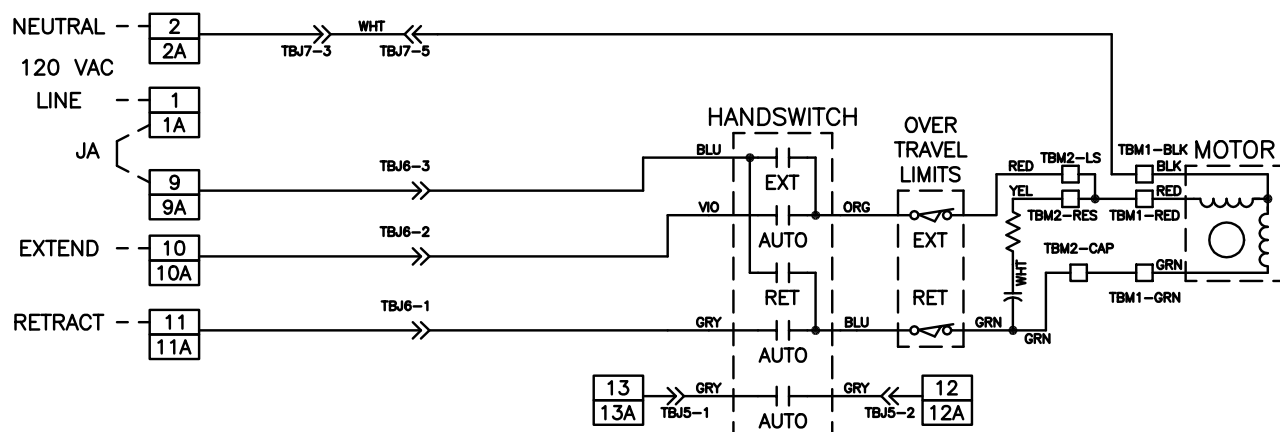 NEUTRAL
2
2A
WHT
TBJ7-3
TBJ7-5
120 VAC
LINE
1
1A
JA
HANDSWITCH
OVER
TRAVEL
LIMITS
TBM2-LS
TBM1-BLK
MOTOR
BLU
RED
BLK
TBJ6-3
9
9A
EXT
YEL
RED
VIO
ORG
TBM2-RES
TBM1-RED
TBJ6-2
EXTEND
10
10A
AUTO
EXT
TBM2-CAP
WHT
GRN
RET
RET
TBM1-GRN
TBJ6-1
RETRACT
11
11A
GRY
BLU
GRN
GRN
AUTO
13
13A
GRY
GRY
12
12A
TBJ5-1
TBJ5-2
AUTO